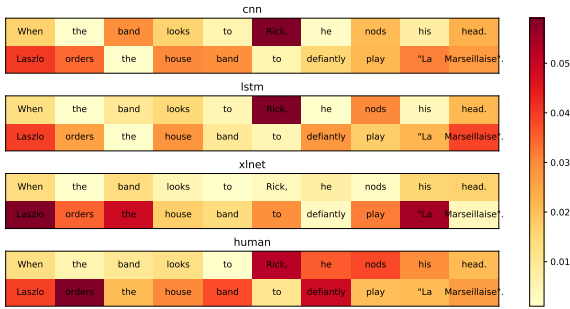 cnn
When the band looks to Rick, he nods his head.
Laszlo orders the house band to defiantly play "La Marseillaise".
lstm
When the band looks to Rick, he nods his head.
Laszlo orders the house band to defiantly play "La Marseillaise".
xlnet
When the band looks to Rick, he nods his head.
Laszlo orders the house band to defiantly play "La Marseillaise".
human
When the band looks to Rick, he nods his head.
Laszlo orders the house band to defiantly play "La Marseillaise".
0.05
0.04
0.03
0.02
0.01